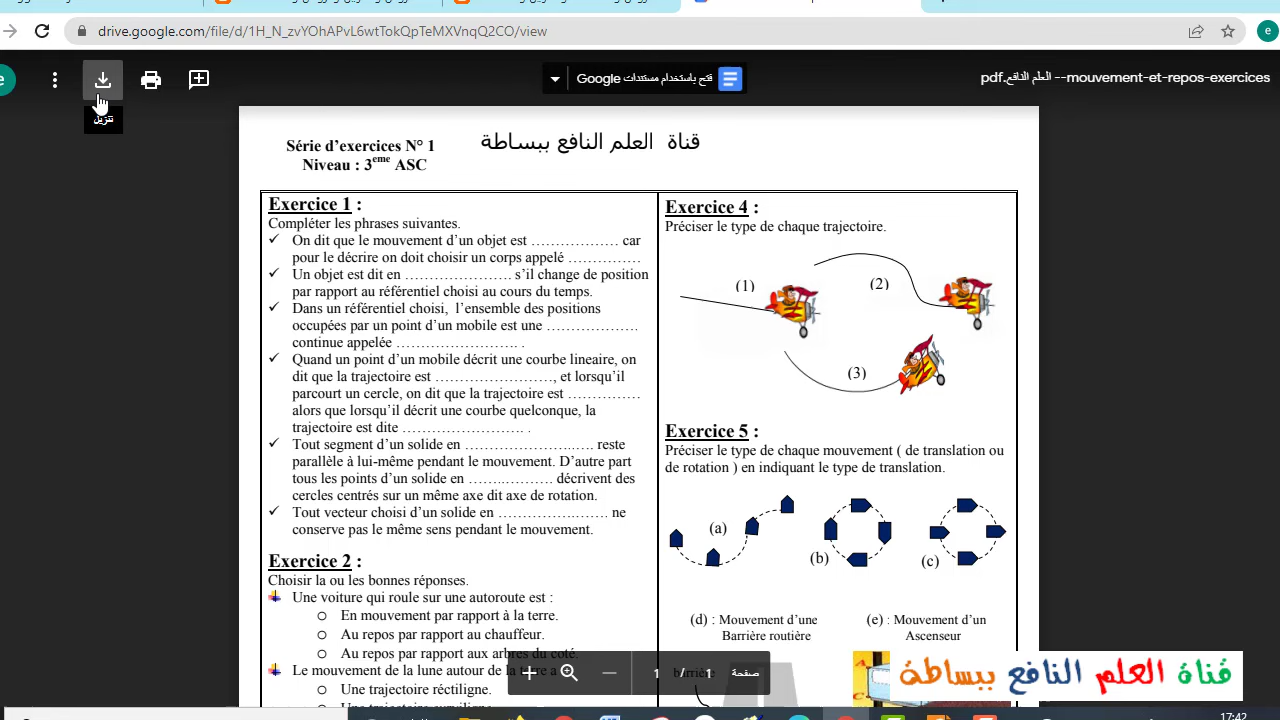 drive.google.com/file/d/1H_N_zvYOhAPvL6wtTokQpTeMXVnqQ2CO/view
e
e
فتح باستخدام مستندات Google
mouvement-et-repos-exercices-- العلم النافع.pdf
تنزيل
Série d'exercices N° 1
Niveau : 3eme ASC
قناة العلم النافع ببساطة
Exercice 1 :
Compléter les phrases suivantes.
✓ On dit que le mouvement d'un objet est ……………… car
pour le décrire on doit choisir un corps appelé ……………
✓ Un objet est dit en …………………. s'il change de position
par rapport au référentiel choisi au cours du temps.
✓ Dans un référentiel choisi, l'ensemble des positions
occupées par un point d'un mobile est une ……………….
continue appelée ……………………. .
✓ Quand un point d'un mobile décrit une courbe lineaire, on
dit que la trajectoire est ……………………, et lorsqu'il
parcourt un cercle, on dit que la trajectoire est ……………
alors que lorsqu'il décrit une courbe quelconque, la
trajectoire est dite ……………………. .
✓ Tout segment d'un solide en …………………….. reste
parallèle à lui-même pendant le mouvement. D'autre part
tous les points d'un solide en ……..……… décrivent des
cercles centrés sur un même axe dit axe de rotation.
✓ Tout vecteur choisi d'un solide en …………………. ne
conserve pas le même sens pendant le mouvement.
Exercice 2 :
Choisir la ou les bonnes réponses.
Une voiture qui roule sur une autoroute est :
o En mouvement par rapport à la terre.
o Au repos par rapport au chauffeur.
o Au repos par rapport aux arbres du coté.
Le mouvement de la lune autour de la terre a
o Une trajectoire réctiligne.
Exercice 4 :
Préciser le type de chaque trajectoire.
(1)
(2)
(3)
Exercice 5 :
Préciser le type de chaque mouvement ( de translation ou
de rotation ) en indiquant le type de translation.
(a)
(b)
(c)
(d) : Mouvement d'une
Barrière routière
(e) : Mouvement d'un
Ascenseur
barrière
صفحة 1 / 1
قناة العلم النافع ببساطة
17:42